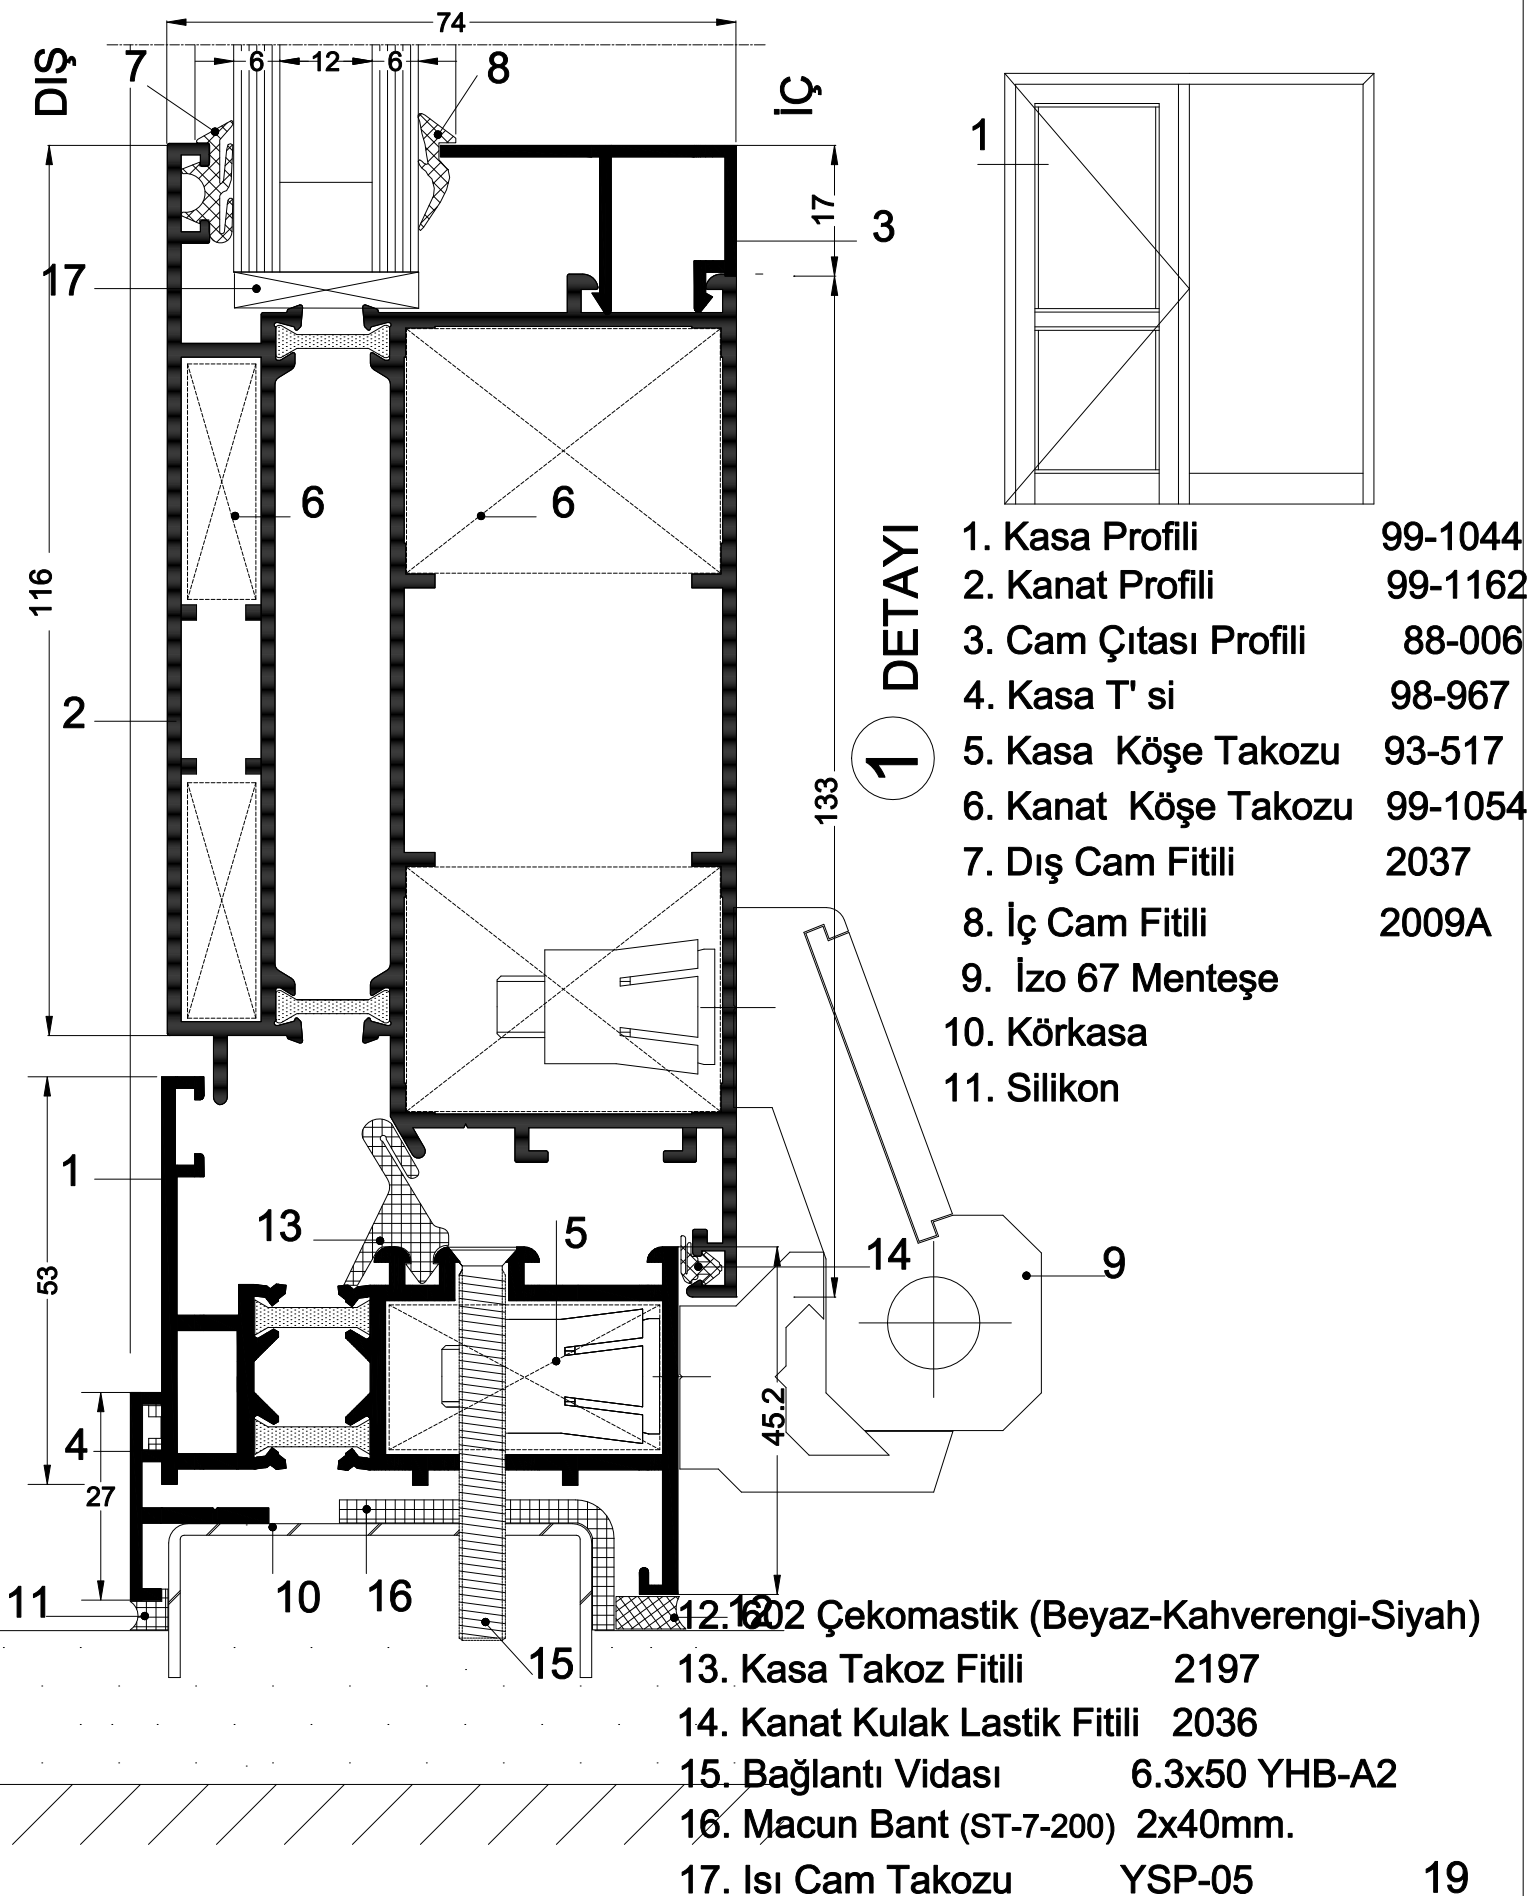 74
DIŞ
7
6
12
6
8
İÇ
1
17
3
17
6
6
116
2
133
1 DETAYI
1. Kasa Profili 99-1044
2. Kanat Profili 99-1162
3. Cam Çıtası Profili 88-006
4. Kasa T' si 98-967
5. Kasa Köşe Takozu 93-517
6. Kanat Köşe Takozu 99-1054
7. Dış Cam Fitili 2037
8. İç Cam Fitili 2009A
9. İzo 67 Menteşe
10. Körkasa
11. Silikon
1
13
5
14
9
53
45.2
4
27
11
10
16
12
15
12. 602 Çekomastik (Beyaz-Kahverengi-Siyah)
13. Kasa Takoz Fitili 2197
14. Kanat Kulak Lastik Fitili 2036
15. Bağlantı Vidası 6.3x50 YHB-A2
16. Macun Bant (ST-7-200) 2x40mm.
17. Isı Cam Takozu YSP-05
19